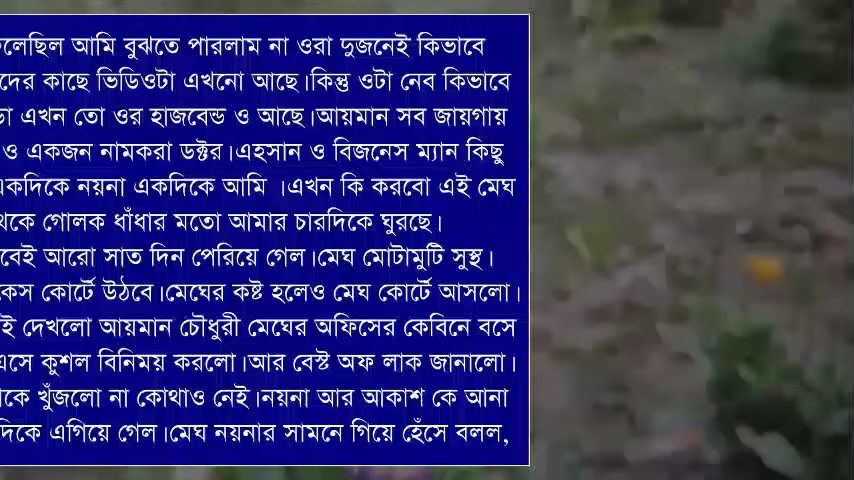 আমি বুঝতে পারলাম না ওরা দুজনেই কিভাবে
কাছে ভিডিওটা এখনো আছে।কিন্তু ওটা নেব কিভাবে
এখন তো ওর হাজবেন্ড ও আছে।আয়মান সব জায়গায়
ও একজন নামকরা ডক্টর।এহসান ও বিজনেস ম্যান কিছু
একদিকে নয়না একদিকে আমি ।এখন কি করবো এই মেঘ
থেকে গোলক ধাঁধার মতো আমার চারদিকে ঘুরছে।
আরো সাত দিন পেরিয়ে গেল।মেঘ মোটামুটি সুস্থ।
কেস কোর্টে উঠবে।মেঘের কষ্ট হলেও মেঘ কোর্টে আসলো।
দেখলো আয়মান চৌধুরী মেঘের অফিসের কেবিনে বসে
এসে কুশল বিনিময় করলো।আর বেস্ট অফ লাক জানালো।
খুঁজলো না কোথাও নেই।নয়না আর আকাশ কে আনা
দিকে এগিয়ে গেল।মেঘ নয়নার সামনে গিয়ে হেঁসে বলল,